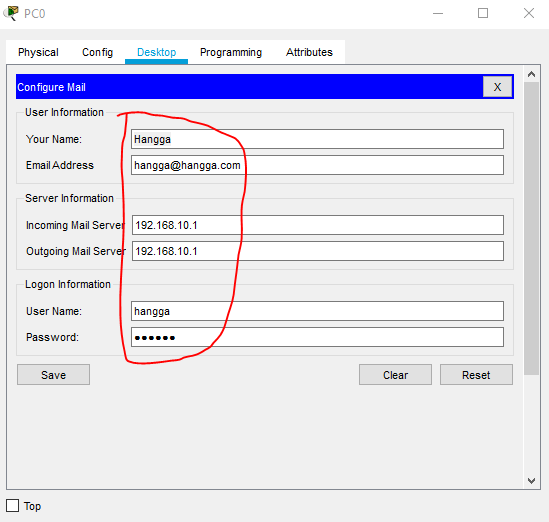 PC0
Physical Config Desktop Programming Attributes
Configure Mail X
User Information
Your Name: Hangga
Email Address hangga@hangga.com
Server Information
Incoming Mail Server 192.168.10.1
Outgoing Mail Server 192.168.10.1
Logon Information
User Name: hangga
Password: ●●●●●●
Save Clear Reset
Top